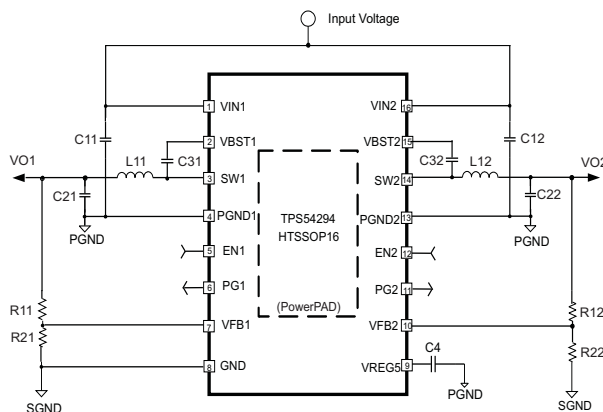 Input Voltage
1 VIN1
VIN2 16
C11
C12
2 VBST1
VBST2 15
VO1
L11
C31
C32
L12
VO2
3 SW1
SW2 14
C21
C22
TPS54294
HTSSOP16
4 PGND1
PGND2 13
PGND
PGND
5 EN1
EN2 12
6 PG1
PG2 11
(PowerPAD)
R11
R12
7 VFB1
VFB2 10
R21
R22
C4
8 GND
VREG5 9
PGND
SGND
SGND